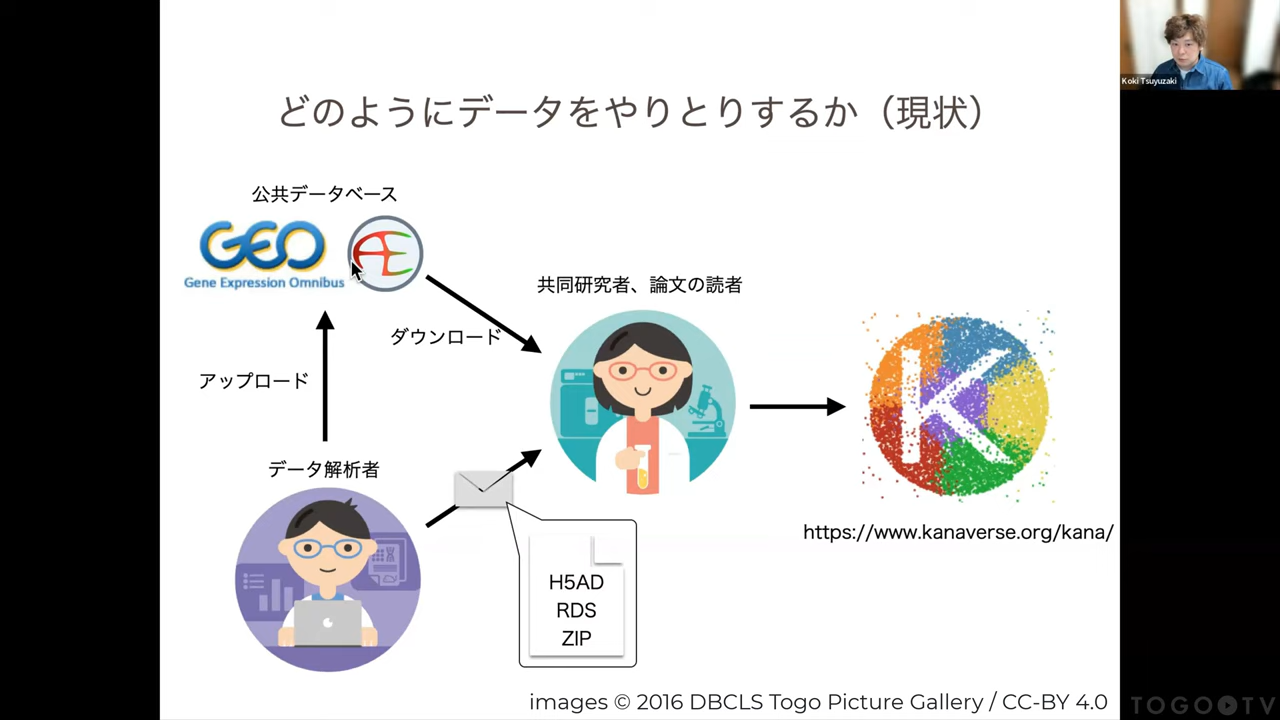 Koki Tsuyuzaki
どのようにデータをやりとりするか（現状）
公共データベース
GEO
Gene Expression Omnibus
AE
共同研究者、論文の読者
ダウンロード
アップロード
データ解析者
K
https://www.kanaverse.org/kana/
H5AD
RDS
ZIP
images © 2016 DBCLS Togo Picture Gallery / CC-BY 4.0
TOGO TV